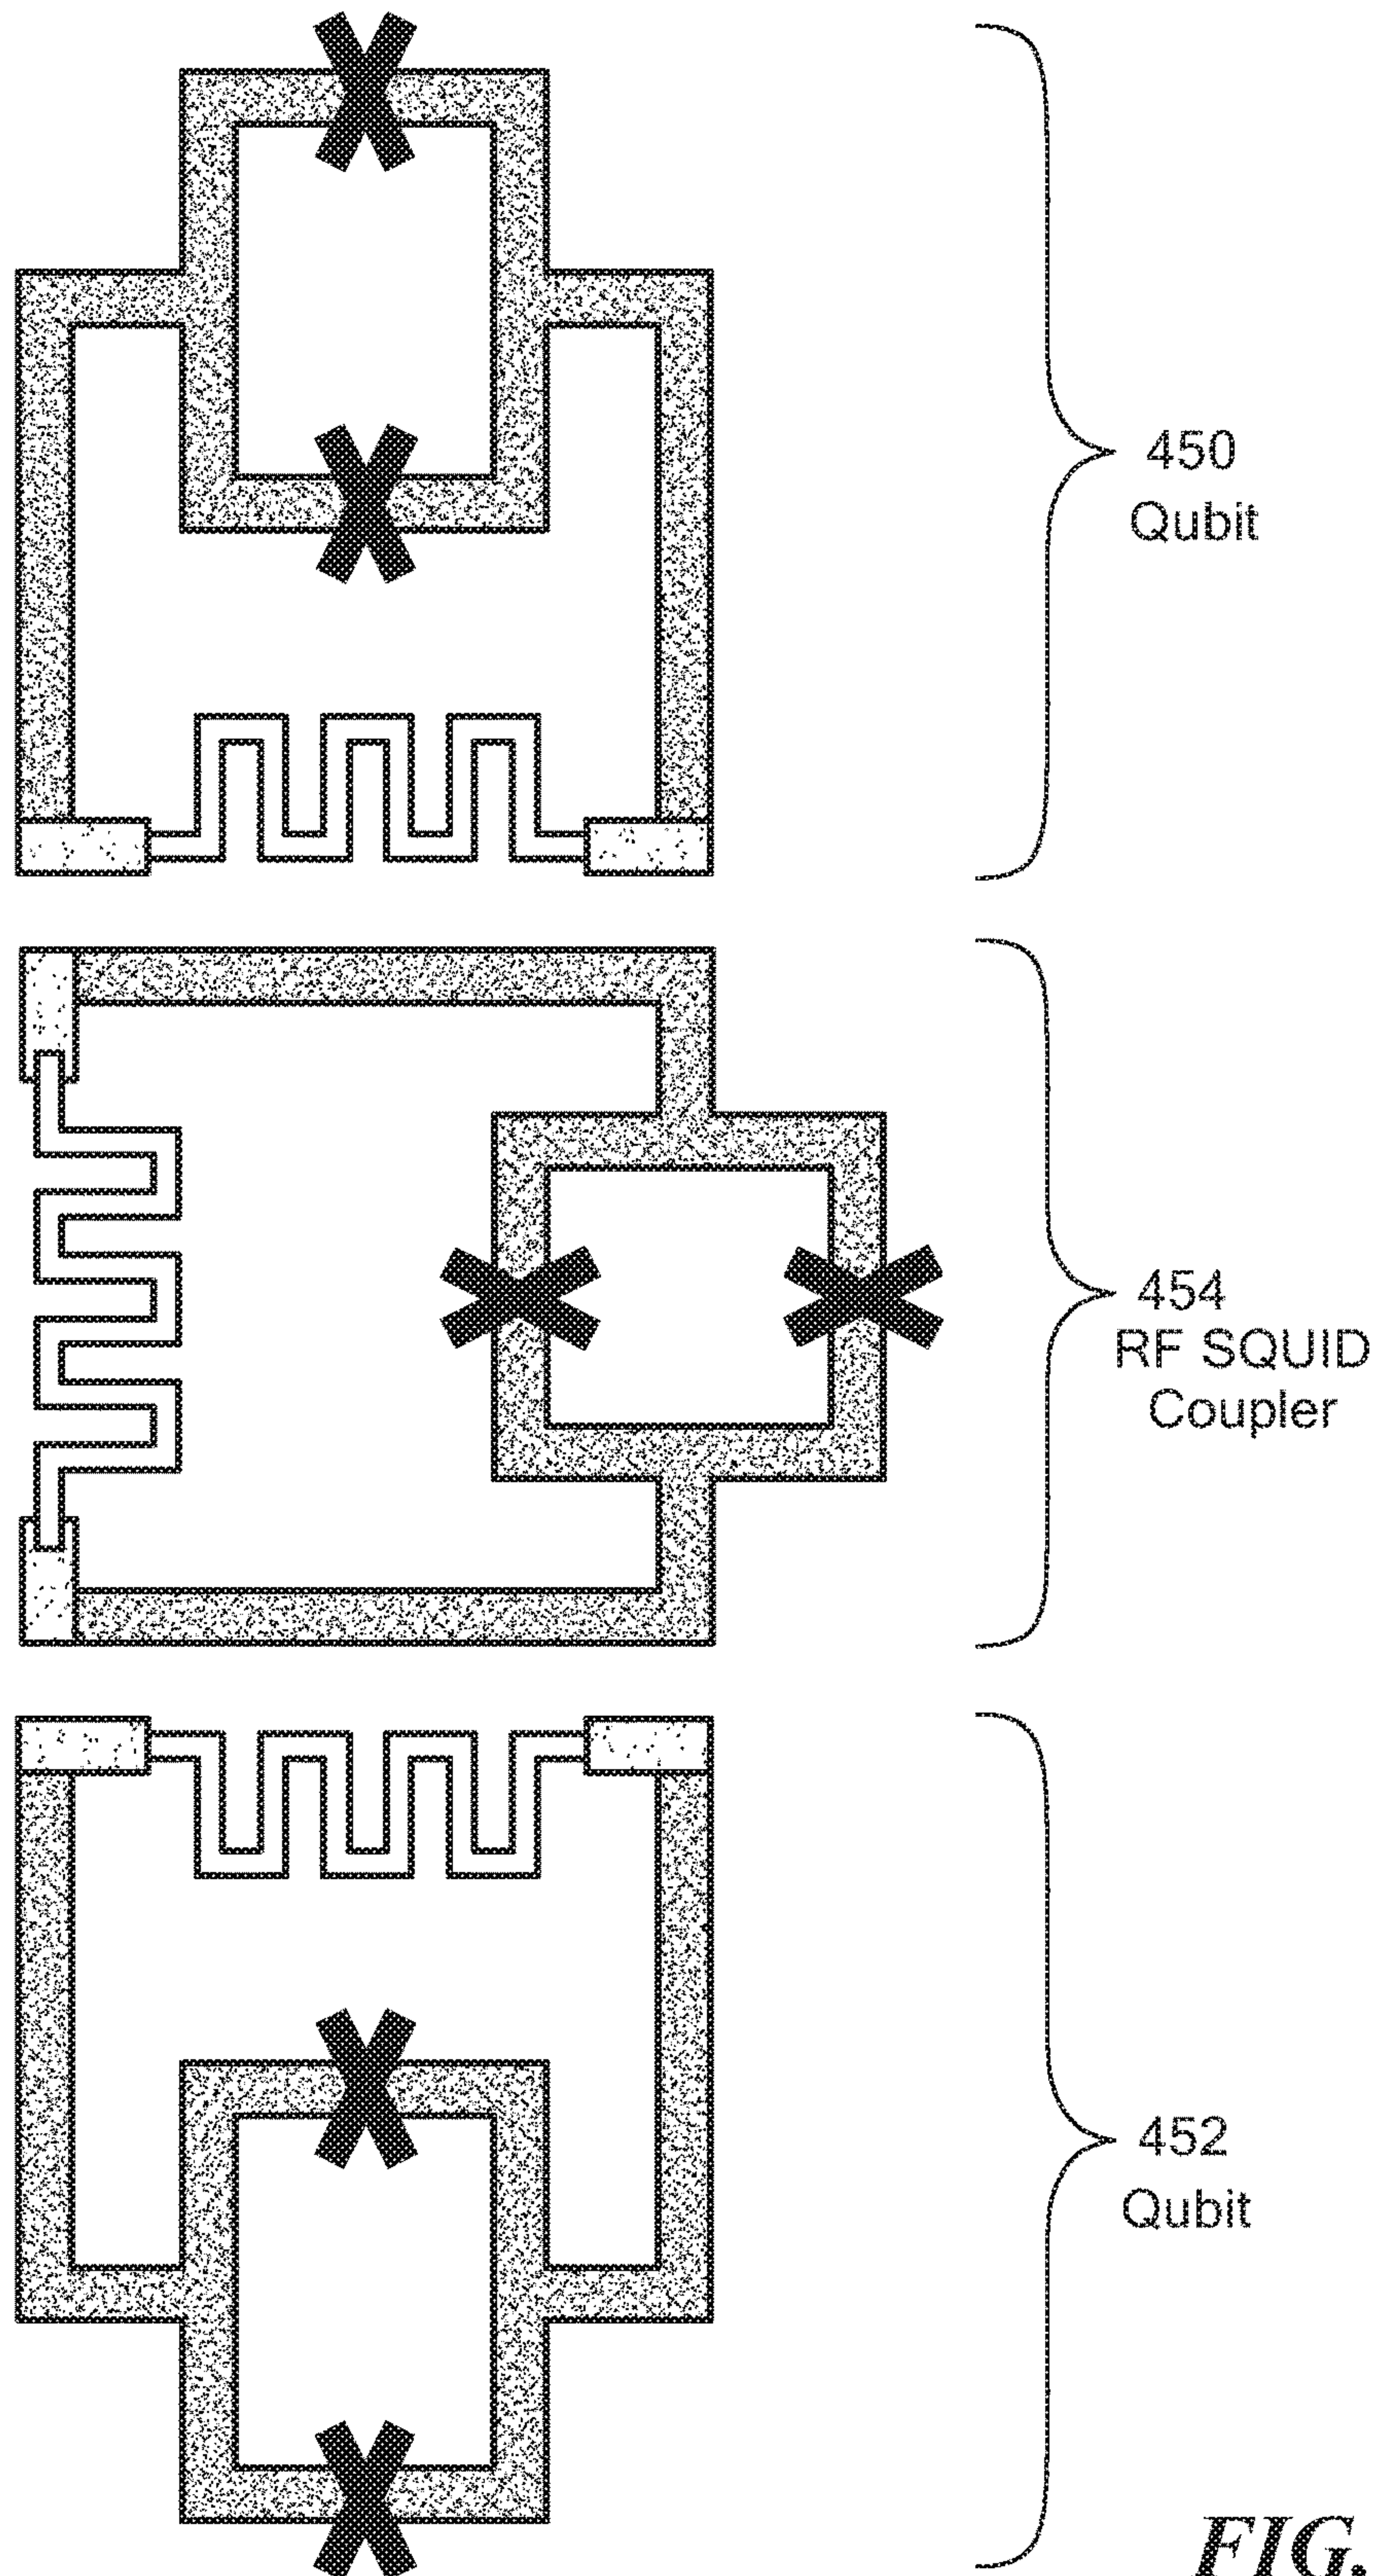 450
Qubit
454
RF SQUID
Coupler
452
Qubit
FIG.